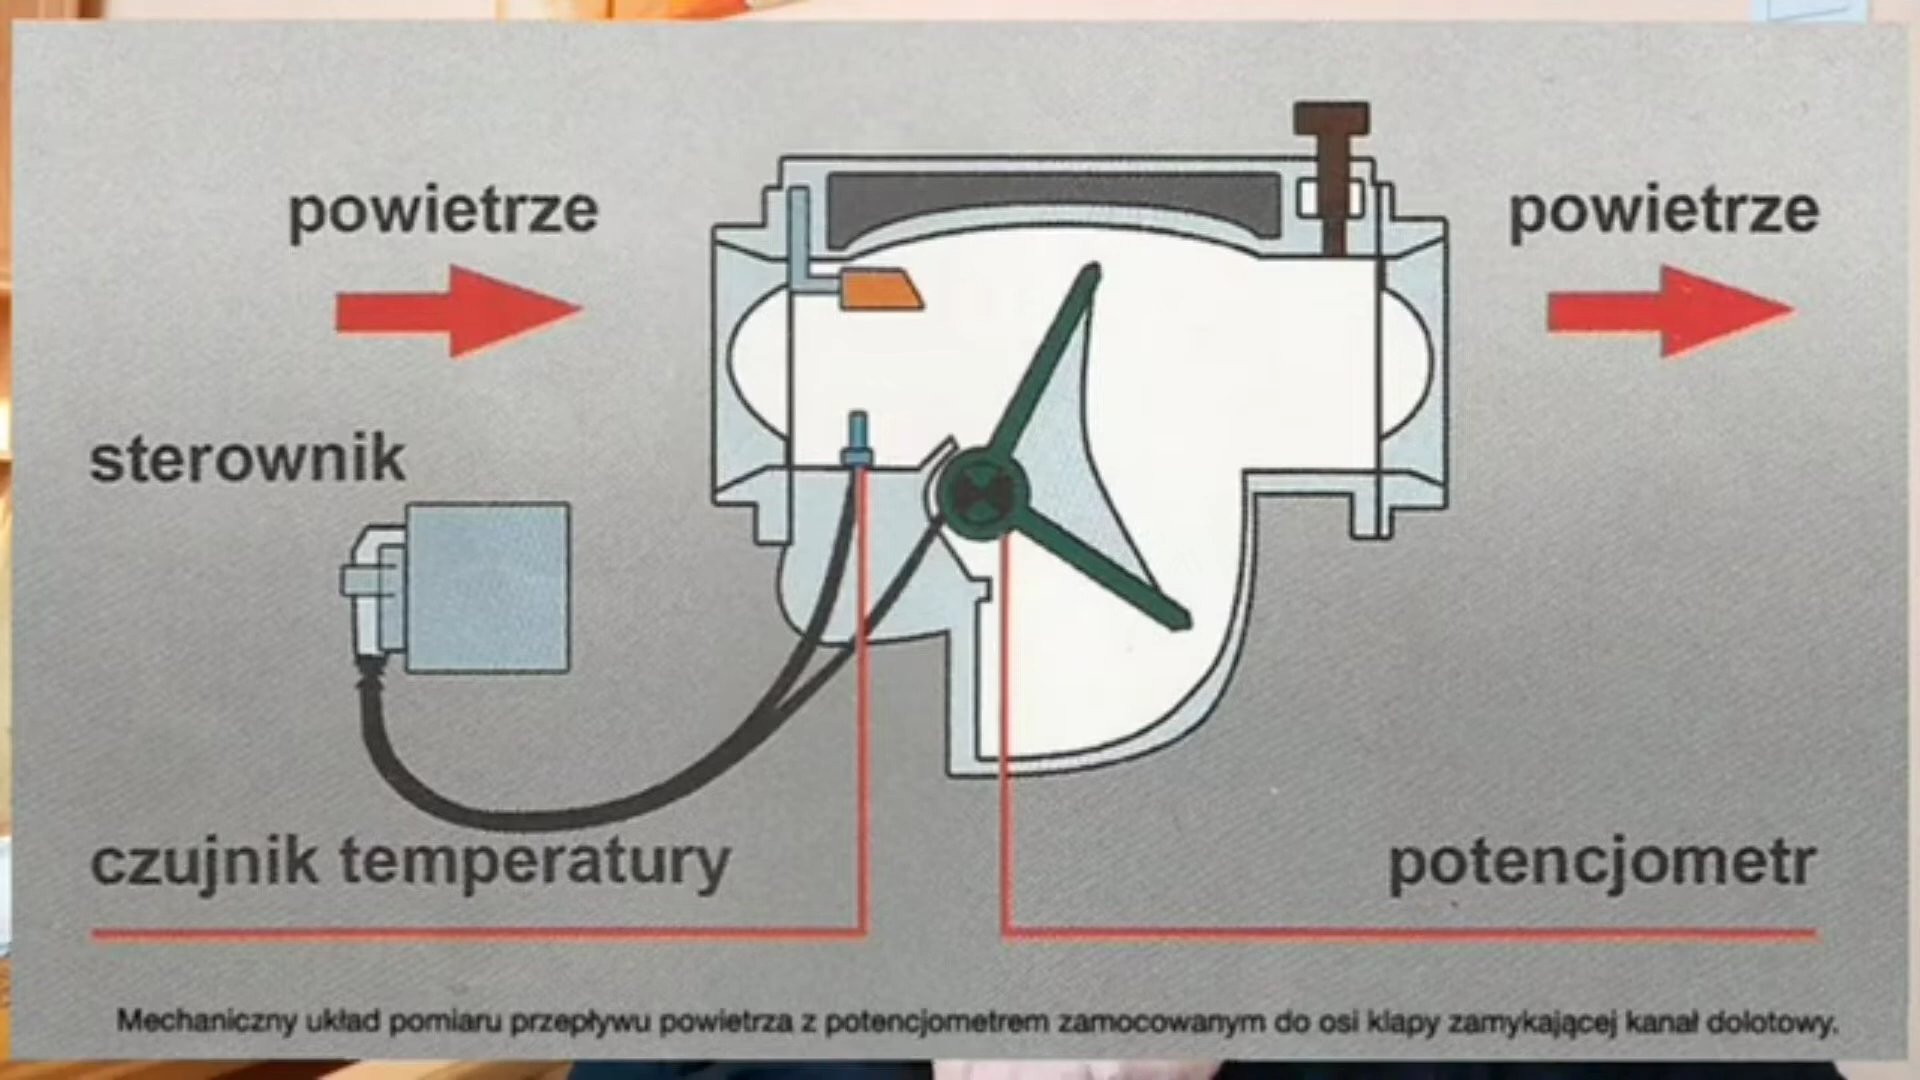 powietrze
powietrze
sterownik
czujnik temperatury
potencjometr
Mechaniczny układ pomiaru przepływu powietrza z potencjometrem zamocowanym do osi klapy zamykającej kanał dolotowy.